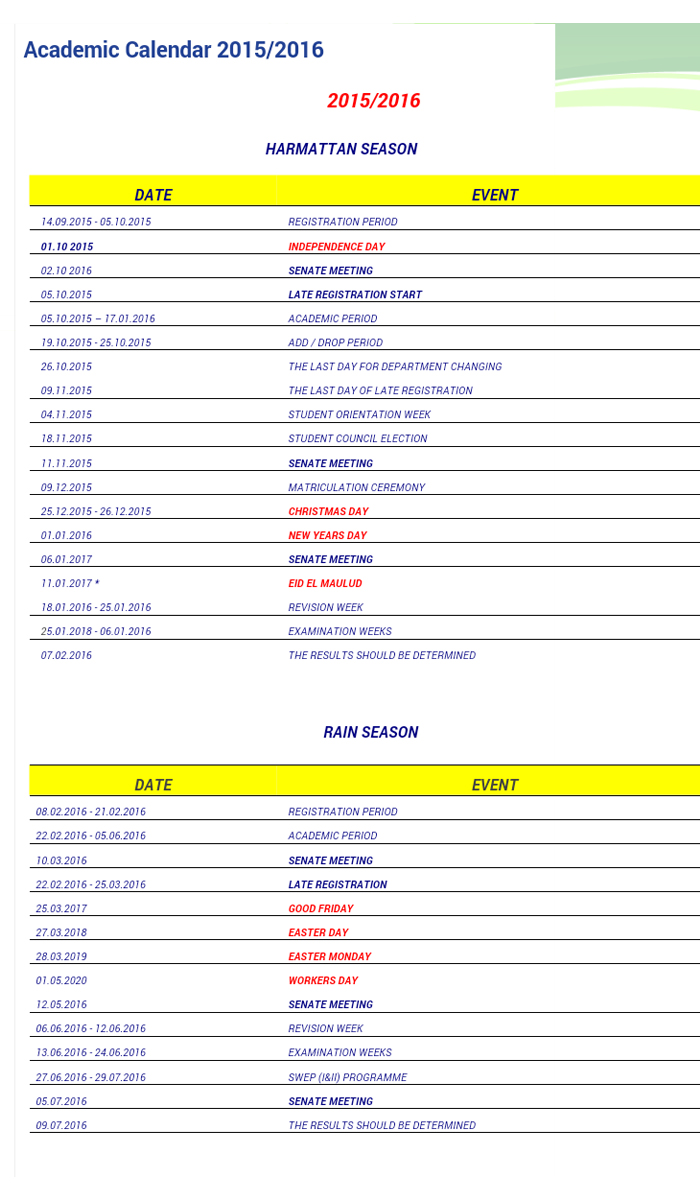 Academic Calendar 2015/2016
2015/2016
HARMATTAN SEASON
DATE EVENT
14.09.2015 - 05.10.2015 REGISTRATION PERIOD
01.10 2015 INDEPENDENCE DAY
02.10 2016 SENATE MEETING
05.10.2015 LATE REGISTRATION START
05.10.2015 – 17.01.2016 ACADEMIC PERIOD
19.10.2015 - 25.10.2015 ADD / DROP PERIOD
26.10.2015 THE LAST DAY FOR DEPARTMENT CHANGING
09.11.2015 THE LAST DAY OF LATE REGISTRATION
04.11.2015 STUDENT ORIENTATION WEEK
18.11.2015 STUDENT COUNCIL ELECTION
11.11.2015 SENATE MEETING
09.12.2015 MATRICULATION CEREMONY
25.12.2015 - 26.12.2015 CHRISTMAS DAY
01.01.2016 NEW YEARS DAY
06.01.2017 SENATE MEETING
11.01.2017 * EID EL MAULUD
18.01.2016 - 25.01.2016 REVISION WEEK
25.01.2018 - 06.01.2016 EXAMINATION WEEKS
07.02.2016 THE RESULTS SHOULD BE DETERMINED
RAIN SEASON
DATE EVENT
08.02.2016 - 21.02.2016 REGISTRATION PERIOD
22.02.2016 - 05.06.2016 ACADEMIC PERIOD
10.03.2016 SENATE MEETING
22.02.2016 - 25.03.2016 LATE REGISTRATION
25.03.2017 GOOD FRIDAY
27.03.2018 EASTER DAY
28.03.2019 EASTER MONDAY
01.05.2020 WORKERS DAY
12.05.2016 SENATE MEETING
06.06.2016 - 12.06.2016 REVISION WEEK
13.06.2016 - 24.06.2016 EXAMINATION WEEKS
27.06.2016 - 29.07.2016 SWEP (I&II) PROGRAMME
05.07.2016 SENATE MEETING
09.07.2016 THE RESULTS SHOULD BE DETERMINED